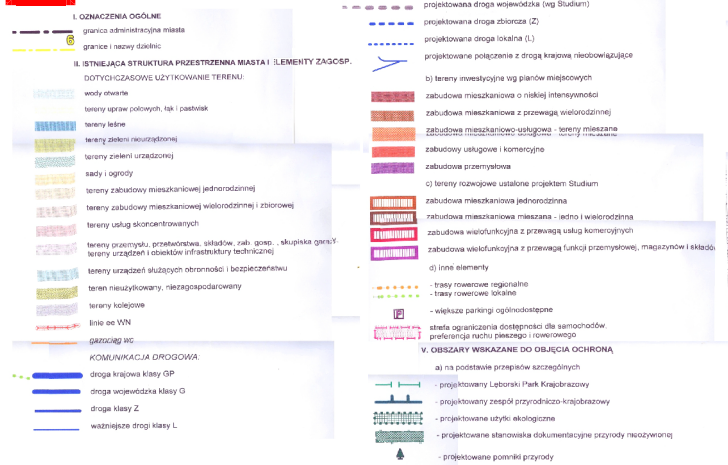 I. OZNACZENIA OGÓLNE
granica administracyjna miasta
6
granice i nazwy dzielnic
II. ISTNIEJĄCA STRUKTURA PRZESTRZENNA MIASTA I ELEMENTY ZAGOSP.
DOTYCHCZASOWE UŻYTKOWANIE TERENU:
wody otwarte
tereny upraw polowych, łąk i pastwisk
tereny leśne
tereny zieleni nieurządzonej
tereny zieleni urządzonej
sady i ogrody
tereny zabudowy mieszkaniowej jednorodzinnej
tereny zabudowy mieszkaniowej wielorodzinnej i zbiorowej
tereny usług skoncentrowanych
tereny przemysłu, przetwórstwa, składów, zab. gosp. , skupiska garaży-
tereny urządzeń i obiektów infrastruktury technicznej
tereny urządzeń służących obronności i bezpieczeństwu
teren nieużytkowany, niezagospodarowany
tereny kolejowe
linie ee WN
gazociąg wc
KOMUNIKACJA DROGOWA:
droga krajowa klasy GP
droga wojewódzka klasy G
droga klasy Z
ważniejsze drogi klasy L
projektowana droga wojewódzka (wg Studium)
projektowana droga zbiorcza (Z)
projektowana droga lokalna (L)
projektowane połączenie z drogą krajową nieobowiązujące
b) tereny inwestycyjne wg planów miejscowych
zabudowa mieszkaniowa o niskiej intensywności
zabudowa mieszkaniowa z przewagą wielorodzinnej
zabudowa mieszkaniowo-usługowa - tereny mieszane
zabudowy usługowe i komercyjne
zabudowa przemysłowa
c) tereny rozwojowe ustalone projektem Studium
zabudowa mieszkaniowa jednorodzinna
zabudowa mieszkaniowa mieszana - jedno i wielorodzinna
zabudowa wielofunkcyjna z przewagą usług komercyjnych
zabudowa wielofunkcyjna z przewagą funkcji przemysłowej, magazynów i składów
d) inne elementy
- trasy rowerowe regionalne
- trasy rowerowe lokalne
P
- większe parkingi ogólnodostępne
strefa ograniczenia dostępności dla samochodów
preferencja ruchu pieszego i rowerowego
V. OBSZARY WSKAZANE DO OBJĘCIA OCHRONĄ
a) na podstawie przepisów szczególnych
- projektowany Lęborski Park Krajobrazowy
- projektowany zespół przyrodniczo-krajobrazowy
- projektowane użytki ekologiczne
- projektowane stanowiska dokumentacyjne przyrody nieożywionej
- projektowane pomniki przyrody